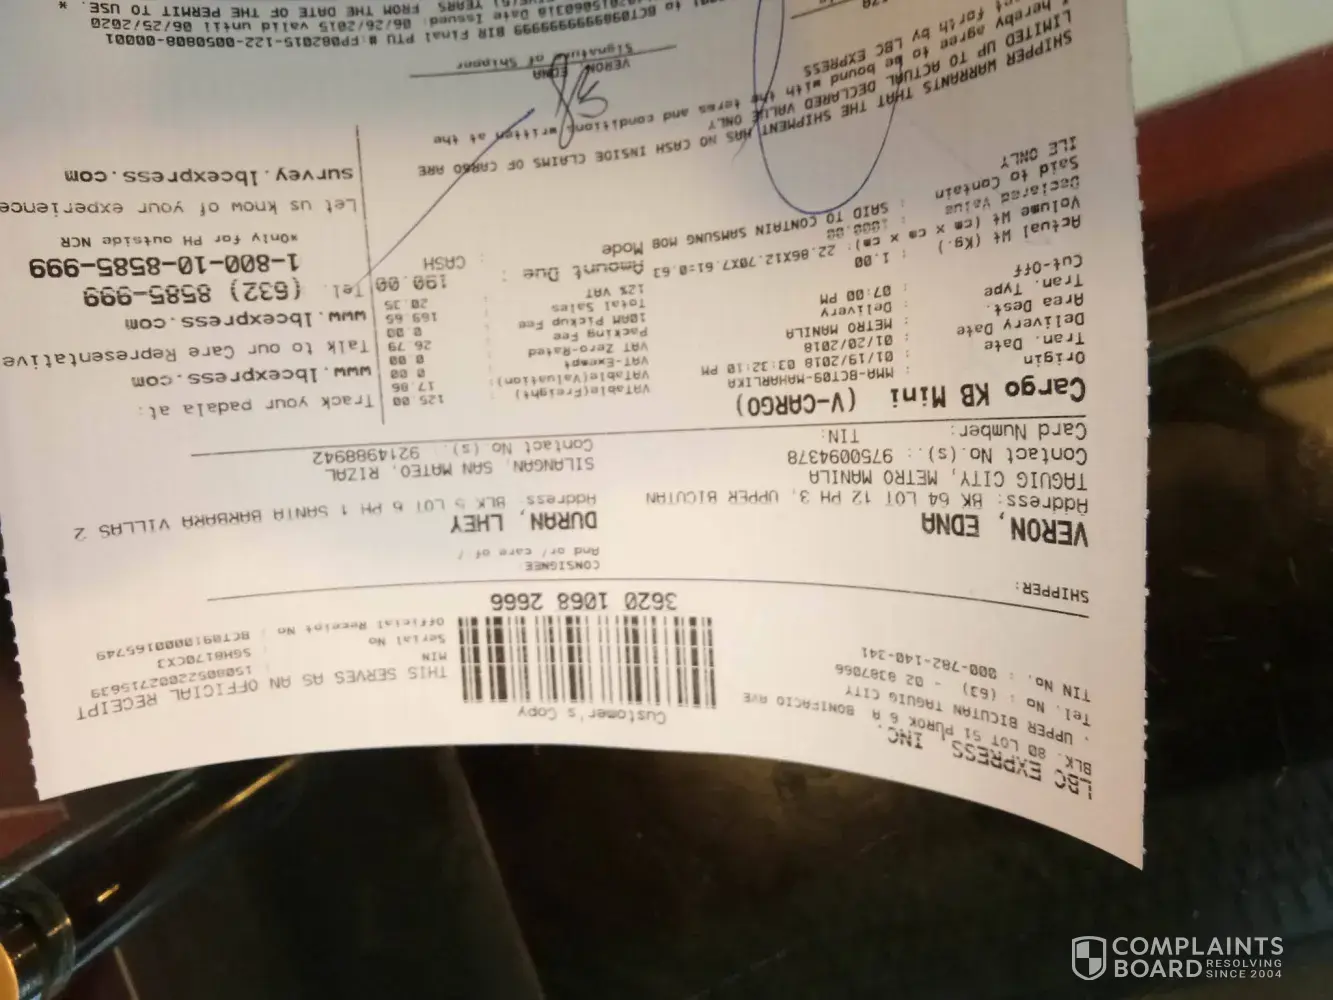 LBC EXPRESS, INC.
BLK. 80 LOT 51 PUROK 6 A BONIFACIO AVE
. UPPER BICUTAN TAGUIG CITY
Tel. No : (63) - 02 8387066
TIN No. : 000-782-140-341
Customer's Copy
3620 1068 2666
THIS SERVES AS AN OFFICIAL RECEIPT
MIN 15080522002715639
Serial No SGH8170CX3
Official Receipt No : BCT0910000165749
SHIPPER:
VERON, EDNA
Address: BK 64 LOT 12 PH 3, UPPER BICUTAN
TAGUIG CITY, METRO MANILA
Contact No.(s).: 9750094378
Card Number: TIN:
CONSIGNEE:
And or/ care of /
DURAN, LHEY
Address: BLK 5 LOT 6 PH 1 SANTA BARBARA VILLAS 2
SILANGAN, SAN MATEO, RIZAL
Contact No (s).: 9214988942
Cargo KB Mini (V-CARGO)
Origin : MMA-BCT09-MAHARLIKA
Tran. Date : 01/19/2018 03:32:10 PM
Delivery Date : 01/20/2018
Area Dest. : METRO MANILA
Tran. Type : Delivery
Cut-Off : 07:00 PM
Actual Wt (Kg.) : 1.00
Volume Wt (cm x cm x cm): 22.86X12.70X7.61=0.63
Declared Value : 1000.00
Said to Contain : SAID TO CONTAIN SAMSUNG MOB
ILE ONLY
VATable(Freight): 125.00
VATable(Valuation): 17.86
VAT-Exempt : 0.00
VAT Zero-Rated : 0.00
Packing Fee : 26.79
10AM Pickup Fee : 0.00
Total Sales : 169.65
12% VAT : 20.35
Amount Due : 190.00
Mode : CASH
Track your padala at:
www.lbcexpress.com
Talk to our Care Representative
www.lbcexpress.com
Tel. (632) 8585-999
1-800-10-8585-999
*Only for PH outside NCR
Let us know of your experience
survey.lbcexpress.com
SHIPPER WARRANTS THAT THE SHIPMENT HAS NO CASH INSIDE CLAIMS OF CARGO ARE
LIMITED UP TO ACTUAL DECLARED VALUE ONLY
I hereby agree to be bound with the terms and conditions written at the
set forth by LBC EXPRESS
VERON, EDNA
Signature of Shipper
BIR Final PTU #:FP082015-122-0050808-00001
Date Issued: 06/26/2015 valid until 06/25/2020
YEARS FROM THE DATE OF THE PERMIT TO USE. *
COMPLAINTS
BOARD RESOLVING SINCE 2004